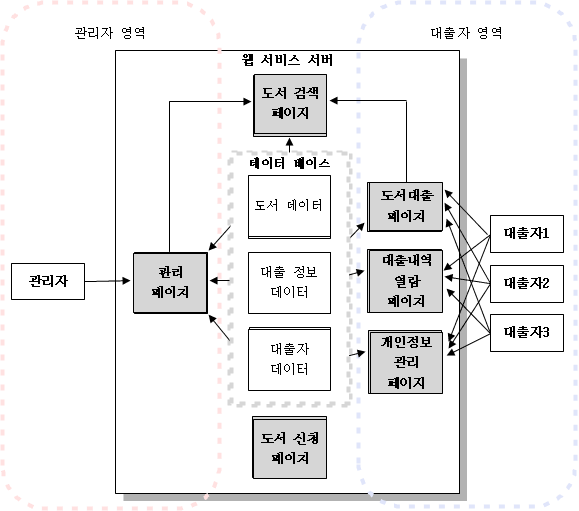 관리자 영역
대출자 영역
웹 서비스 서버
도서 검색
페이지
데이터 베이스
도서 데이터
도서대출
페이지
대출자1
관리
페이지
대출 정보
데이터
대출내역
열람
페이지
관리자
대출자2
대출자3
대출자
데이터
개인정보
관리
페이지
도서 신청
페이지